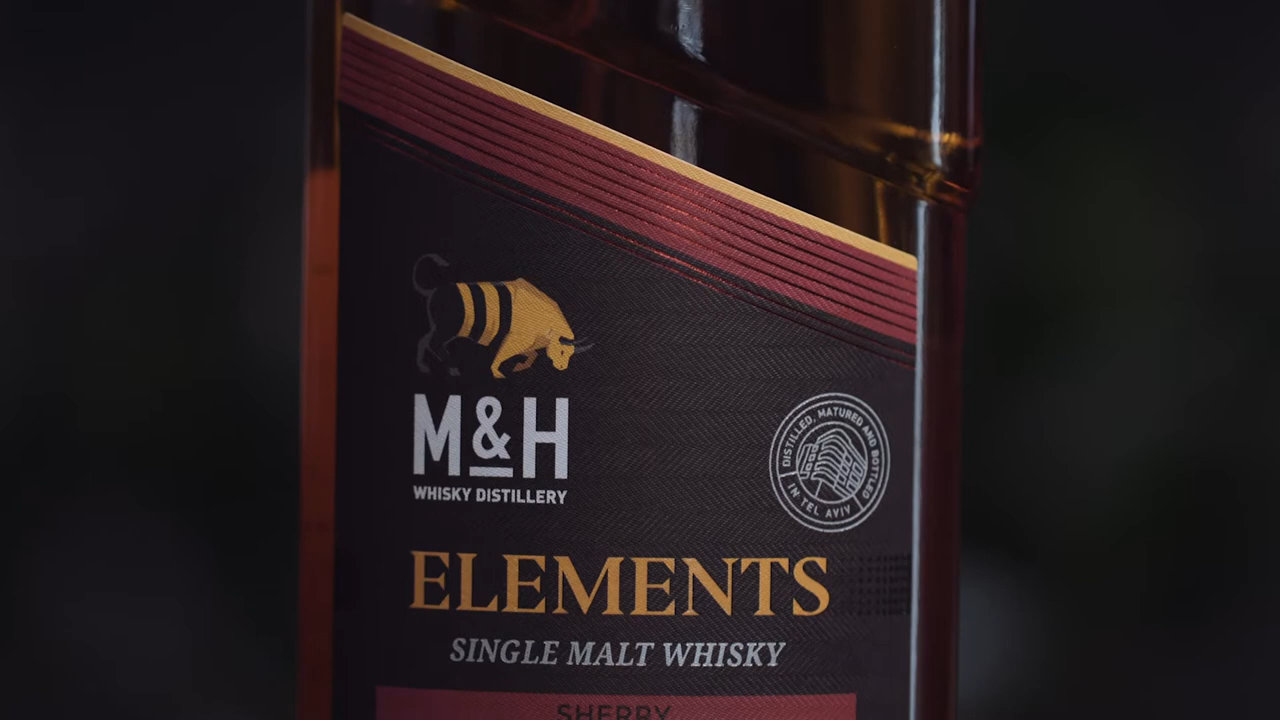 M&H
WHISKY DISTILLERY
DISTILLED, MATURED AND BOTTLED
IN TEL AVIV
ELEMENTS
SINGLE MALT WHISKY
SHERRY